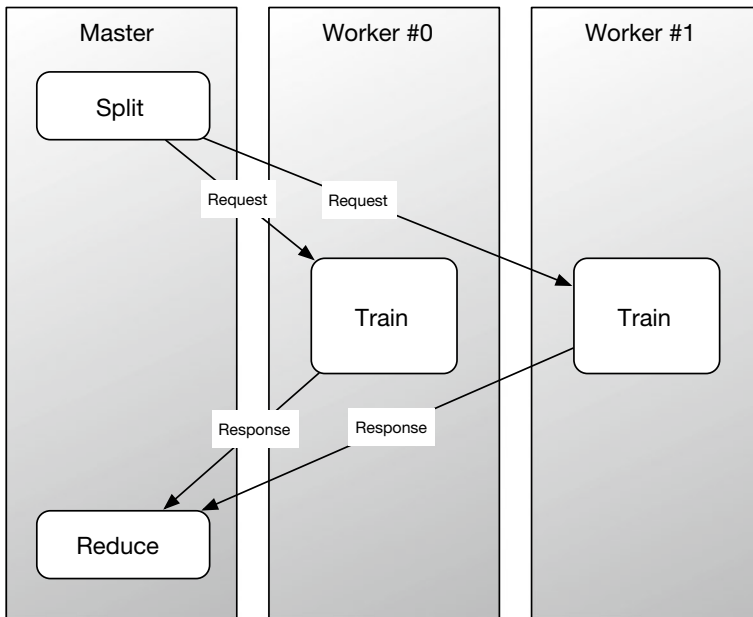 Master
Worker #0
Worker #1
Split
Request
Request
Train
Train
Response
Response
Reduce